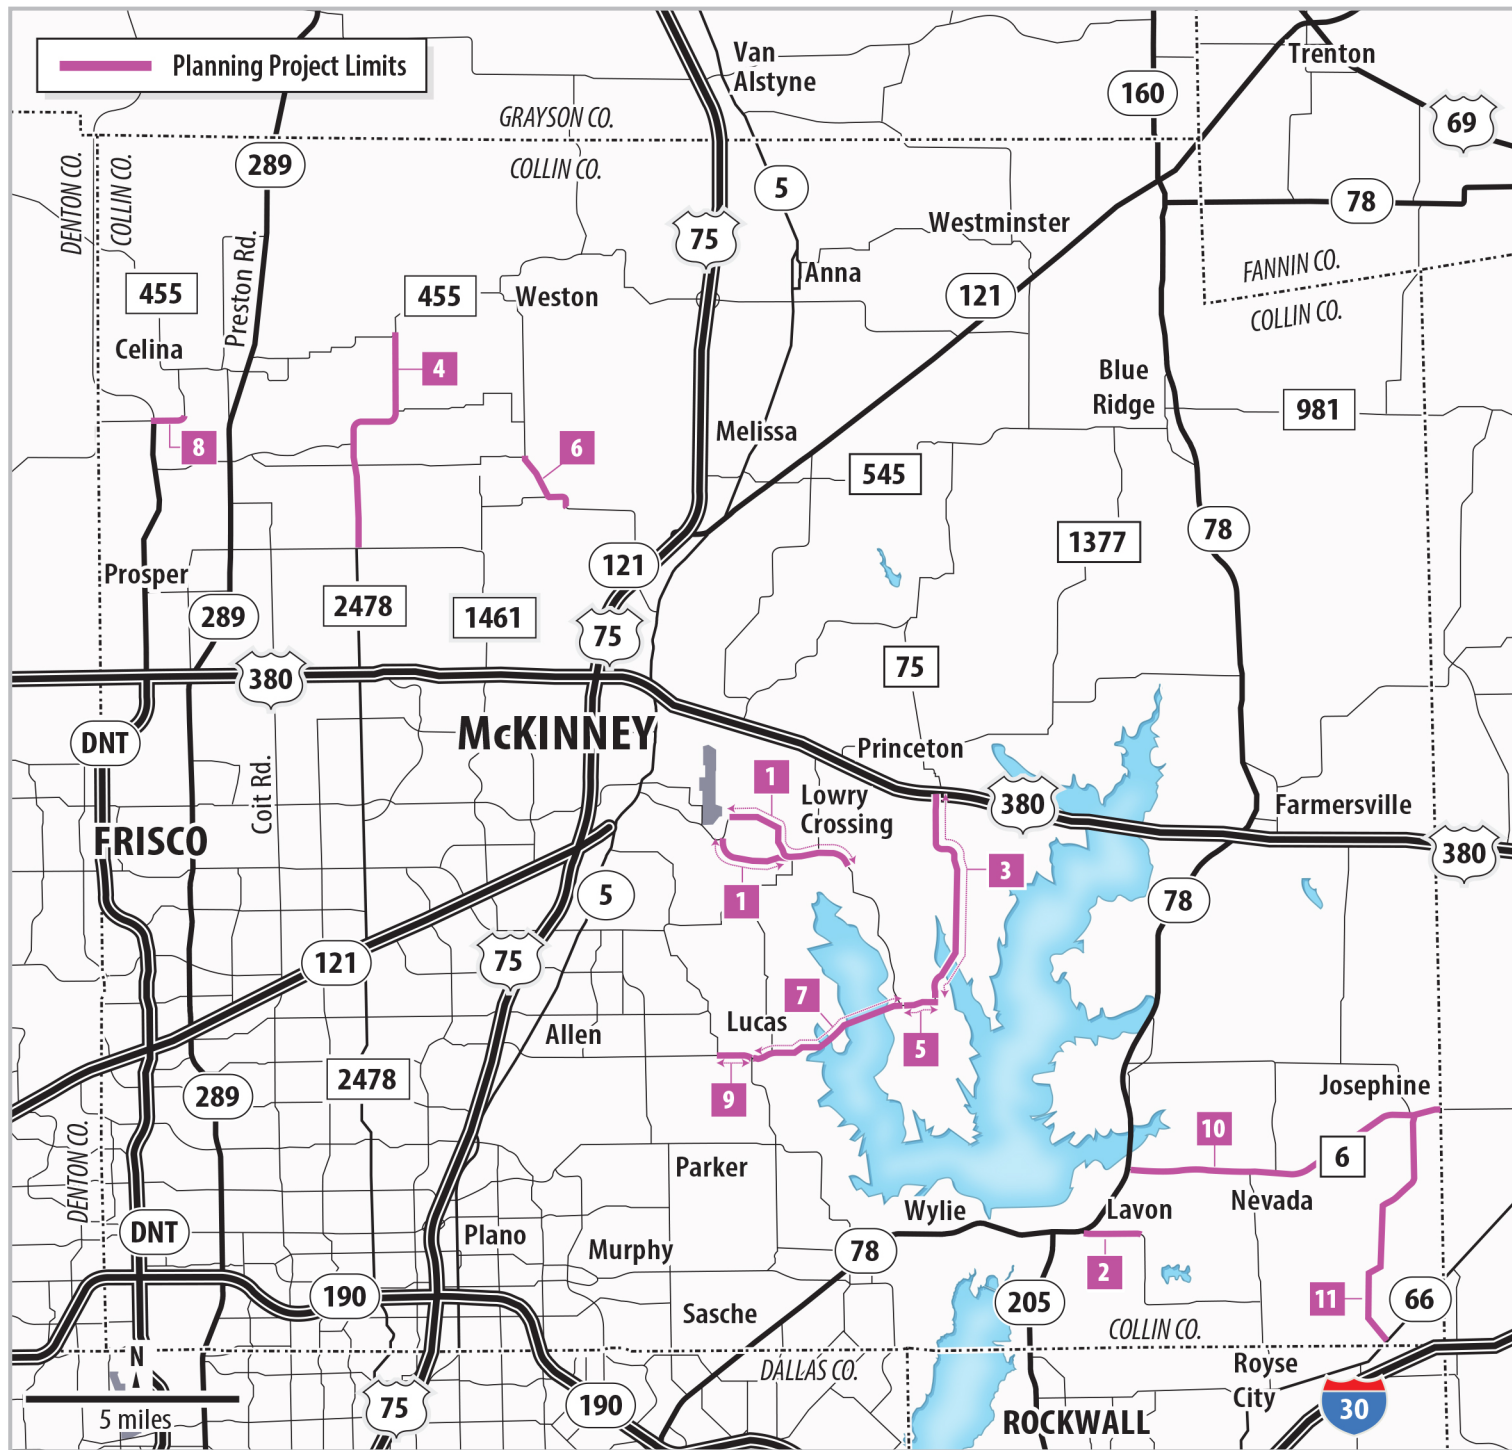 Planning Project Limits
Van
Alstyne
Trenton
160
69
GRAYSON CO.
COLLIN CO.
DENTON CO.
COLLIN CO.
289
5
78
75
Westminster
Preston Rd.
Anna
FANNIN CO.
COLLIN CO.
455
455
Weston
121
Celina
4
Blue
Ridge
981
8
6
Melissa
545
78
1377
121
Prosper
289
2478
1461
75
75
380
DNT
McKINNEY
Princeton
1
Lowry
Crossing
380
Farmersville
Coit Rd.
FRISCO
380
3
1
5
78
121
75
7
Lucas
5
Allen
2478
289
9
Josephine
10
6
DENTON CO.
Parker
Nevada
Wylie
Lavon
DNT
Plano
Murphy
78
2
190
205
11
66
Sasche
COLLIN CO.
DALLAS CO.
N
5 miles
75
190
Royse
City
30
ROCKWALL